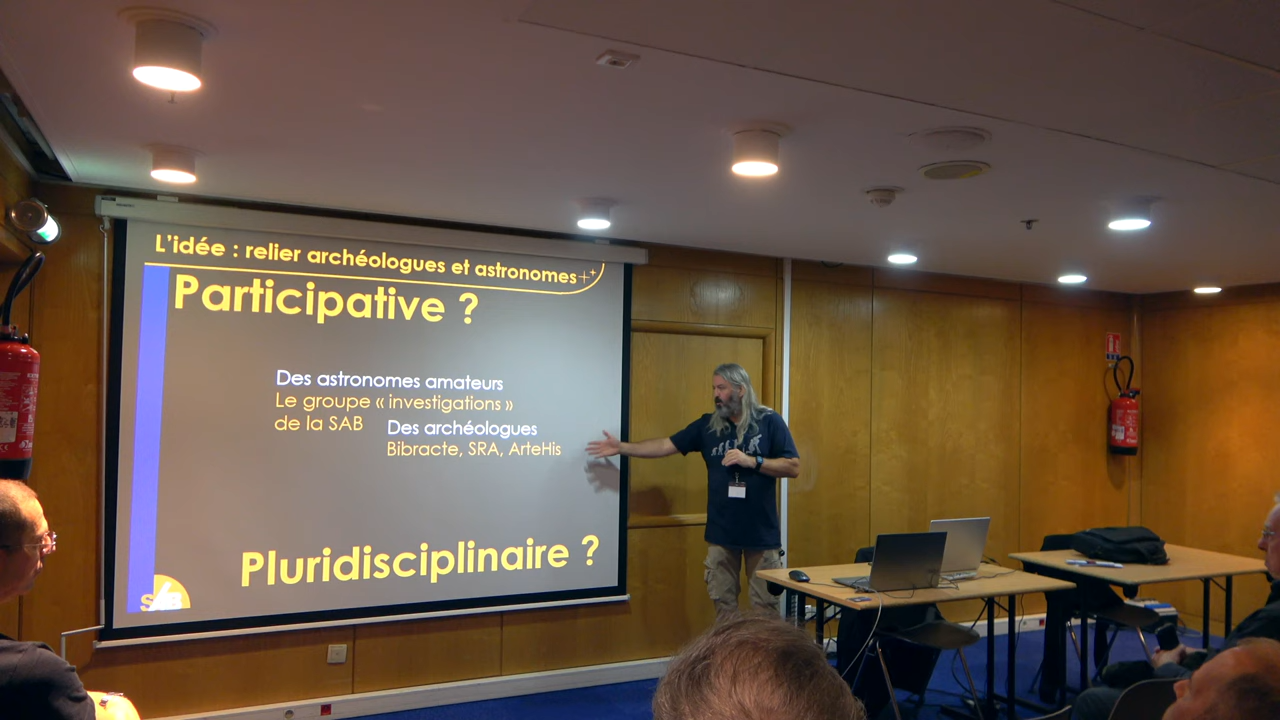 L'idée : relier archéologues et astronomes
Participative ?
Des astronomes amateurs
Le groupe « investigations »
de la SAB
Des archéologues
Bibracte, SRA, ArteHis
Pluridisciplinaire ?
SAB